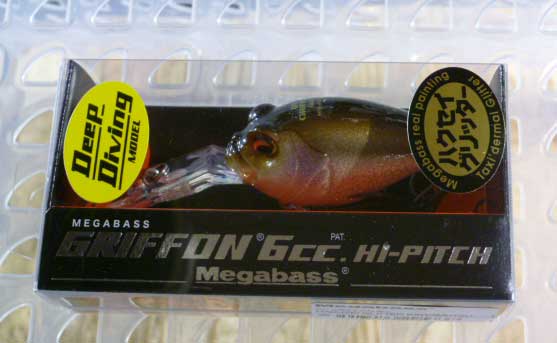 Deep
Diving
MODEL
Megabass real painting
ハクセイ
グリッター
Taxi dermal Glitter
MEGABASS
GRIFFON® 6cc. PAT. Hi-PITCH
Megabass®